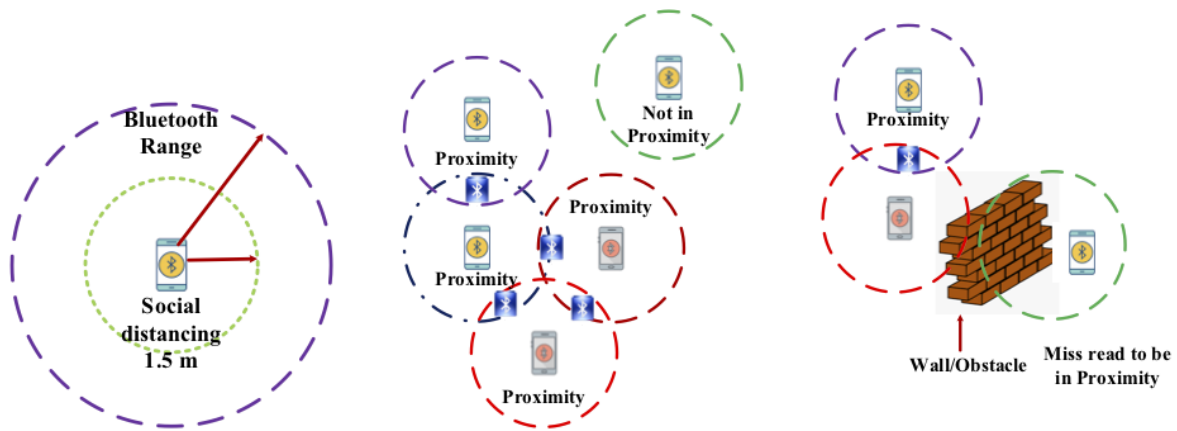 Bluetooth
Range
Social
distancing
1.5 m
Proximity
Not in
Proximity
Proximity
Proximity
Proximity
Proximity
Wall/Obstacle
Miss read to be
in Proximity